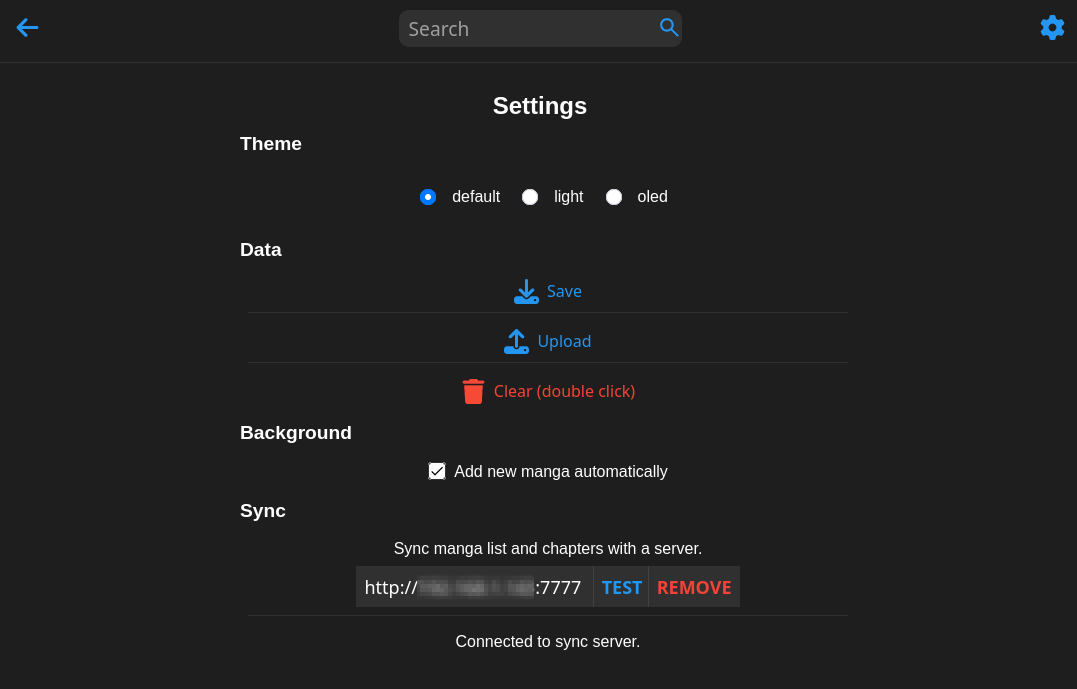 Search
Settings
Theme
default light oled
Data
Save
Upload
Clear (double click)
Background
Add new manga automatically
Sync
Sync manga list and chapters with a server.
http:// :7777 TEST REMOVE
Connected to sync server.